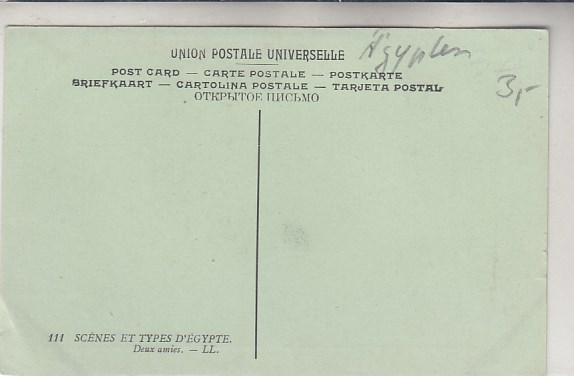 UNION POSTALE UNIVERSELLE
Ägypten
POST CARD — CARTE POSTALE — POSTKARTE
BRIEFKAART — CARTOLINA POSTALE — TARJETA POSTAL
3,-
ОТКРЫТОЕ ПИСЬМО
111 SCÈNES ET TYPES D'ÉGYPTE.
Deux amies. — LL.